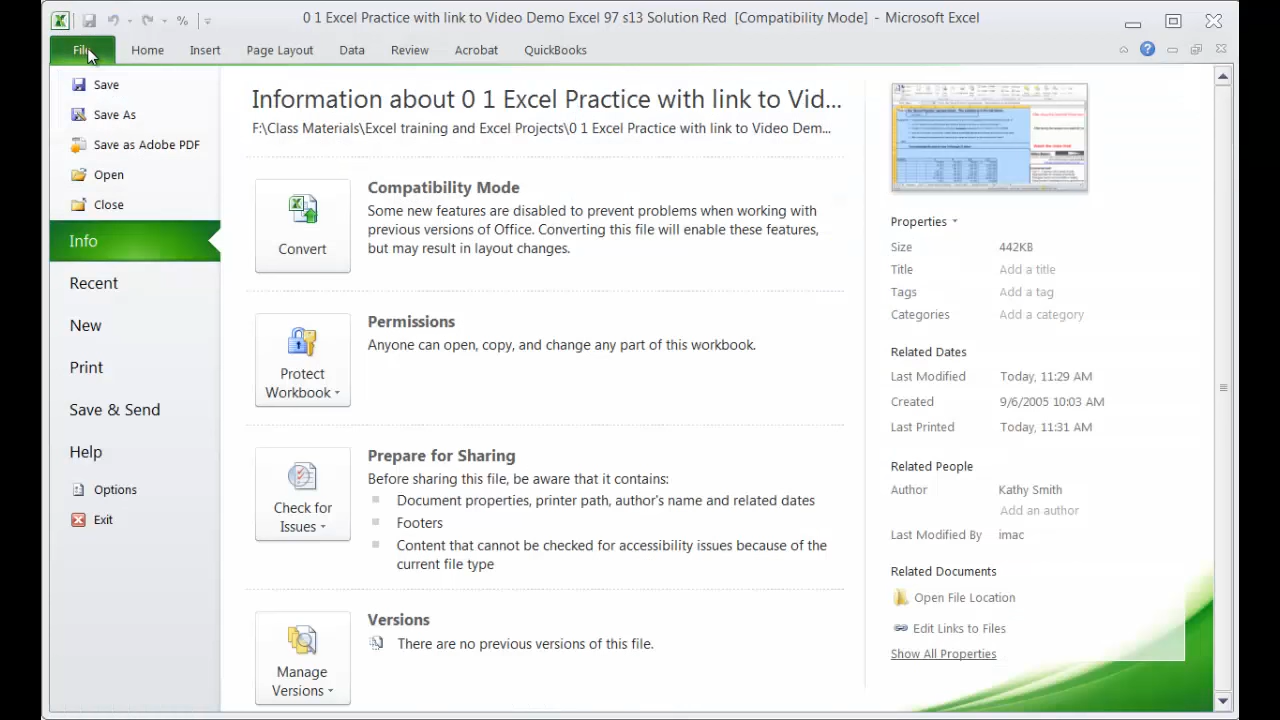 0 1 Excel Practice with link to Video Demo Excel 97 s13 Solution Red [Compatibility Mode] - Microsoft Excel
File Home Insert Page Layout Data Review Acrobat QuickBooks
Save
Save As
Save as Adobe PDF
Open
Close
Info
Recent
New
Print
Save & Send
Help
Options
Exit
Information about 0 1 Excel Practice with link to Vid...
F:\Class Materials\Excel training and Excel Projects\0 1 Excel Practice with link to Video Dem...
Convert
Compatibility Mode
Some new features are disabled to prevent problems when working with
previous versions of Office. Converting this file will enable these features,
but may result in layout changes.
Protect
Workbook
Permissions
Anyone can open, copy, and change any part of this workbook.
Check for
Issues
Prepare for Sharing
Before sharing this file, be aware that it contains:
Document properties, printer path, author's name and related dates
Footers
Content that cannot be checked for accessibility issues because of the
current file type
Manage
Versions
Versions
There are no previous versions of this file.
Properties
Size 442KB
Title Add a title
Tags Add a tag
Categories Add a category
Related Dates
Last Modified Today, 11:29 AM
Created 9/6/2005 10:03 AM
Last Printed Today, 11:31 AM
Related People
Author Kathy Smith
Add an author
Last Modified By imac
Related Documents
Open File Location
Edit Links to Files
Show All Properties